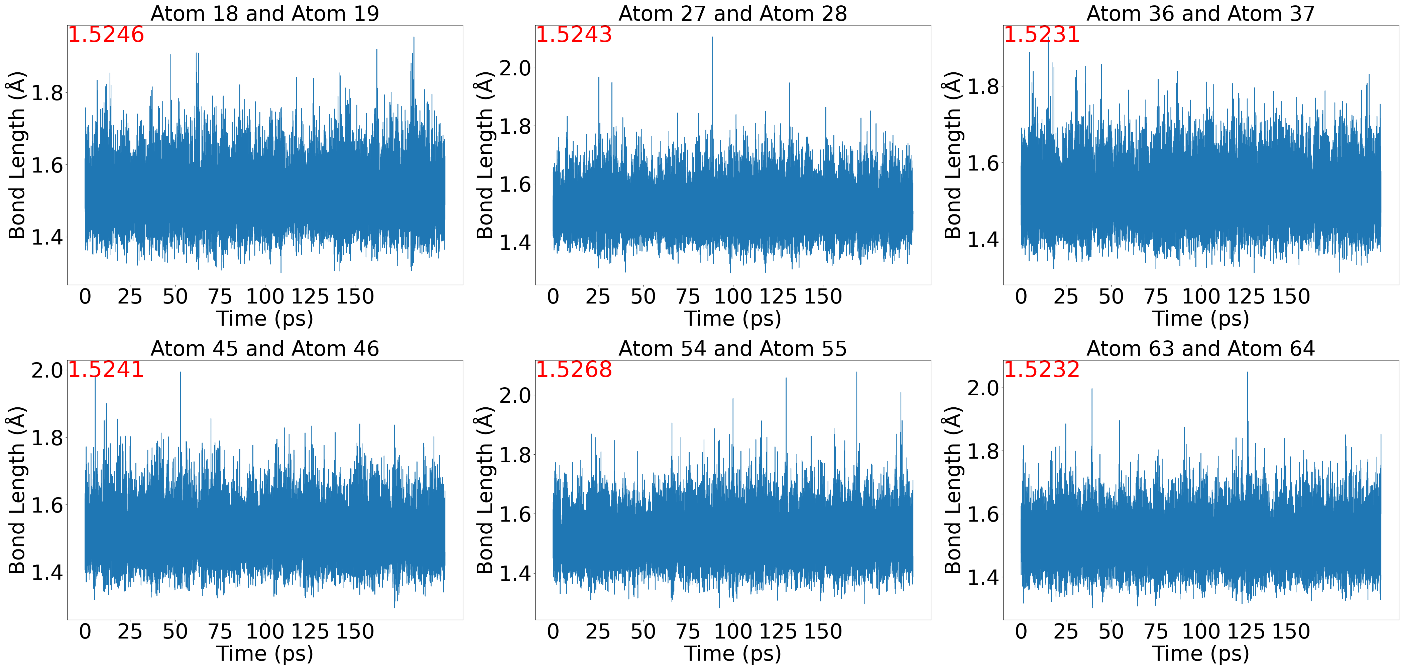 Atom 18 and Atom 19
1.5246
Bond Length (Å)
1.8
1.6
1.4
0 25 50 75 100 125 150
Time (ps)
Atom 27 and Atom 28
1.5243
Bond Length (Å)
2.0
1.8
1.6
1.4
0 25 50 75 100 125 150
Time (ps)
Atom 36 and Atom 37
1.5231
Bond Length (Å)
1.8
1.6
1.4
0 25 50 75 100 125 150
Time (ps)
Atom 45 and Atom 46
1.5241
Bond Length (Å)
2.0
1.8
1.6
1.4
0 25 50 75 100 125 150
Time (ps)
Atom 54 and Atom 55
1.5268
Bond Length (Å)
2.0
1.8
1.6
1.4
0 25 50 75 100 125 150
Time (ps)
Atom 63 and Atom 64
1.5232
Bond Length (Å)
2.0
1.8
1.6
1.4
0 25 50 75 100 125 150
Time (ps)